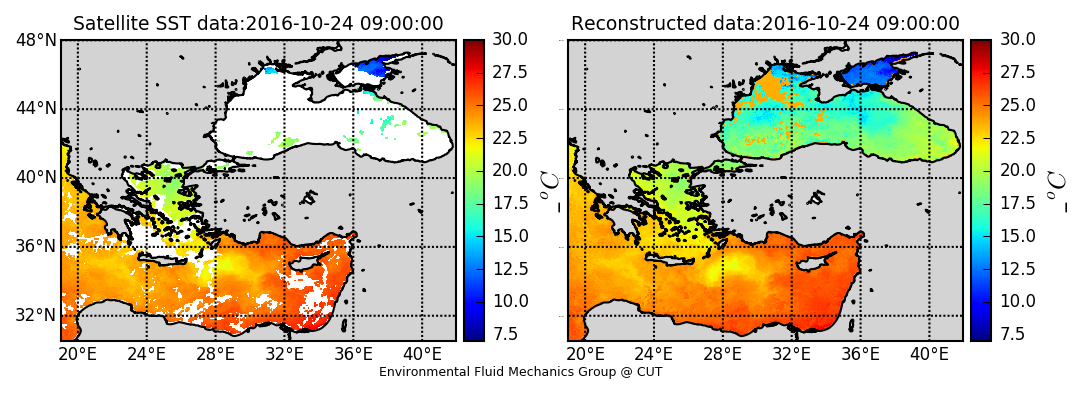 Satellite SST data:2016-10-24 09:00:00
48°N
44°N
40°N
36°N
32°N
20°E 24°E 28°E 32°E 36°E 40°E
30.0
27.5
25.0
22.5
20.0
17.5
15.0
12.5
10.0
7.5
_ °C
Reconstructed data:2016-10-24 09:00:00
20°E 24°E 28°E 32°E 36°E 40°E
30.0
27.5
25.0
22.5
20.0
17.5
15.0
12.5
10.0
7.5
_ °C
Environmental Fluid Mechanics Group @ CUT